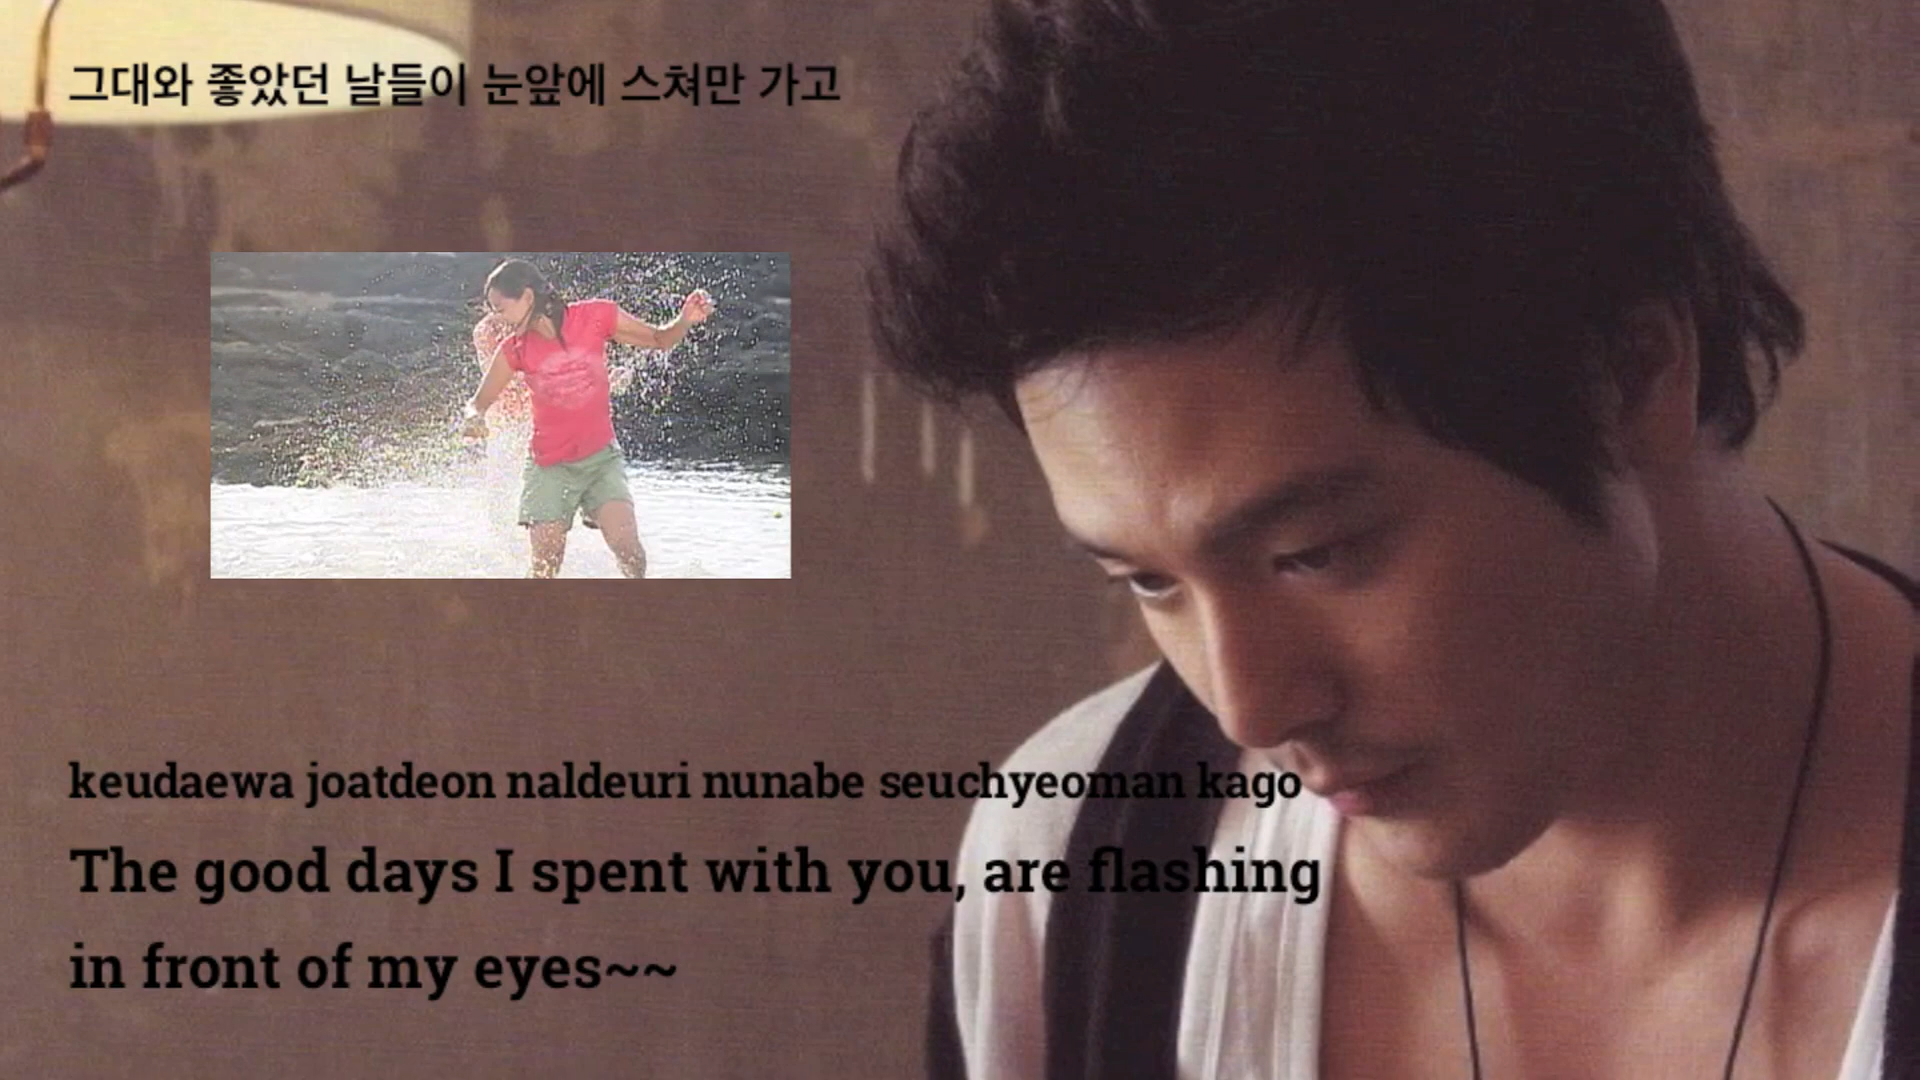 그대와 좋았던 날들이 눈앞에 스쳐만 가고
keudaewa joatdeon naldeuri nunabe seuchyeoman kago
The good days I spent with you, are flashing
in front of my eyes~~